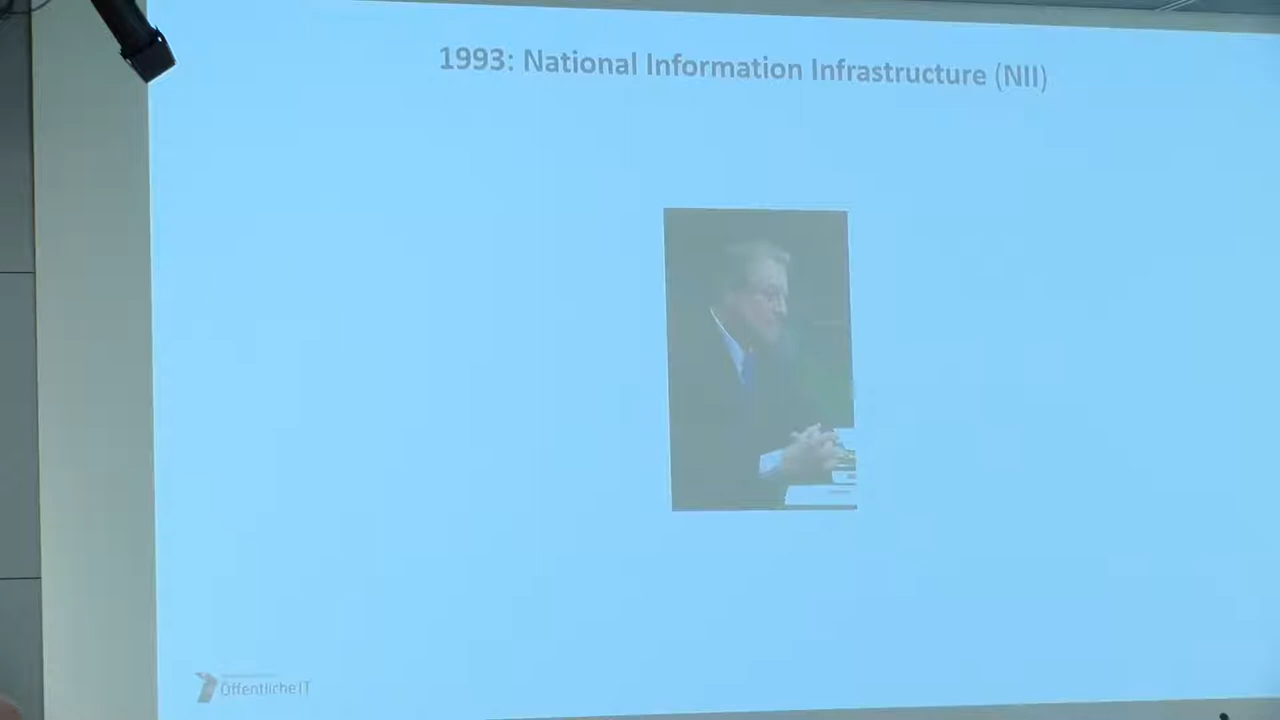 1993: National Information Infrastructure (NII)
ÖffentlicheIT